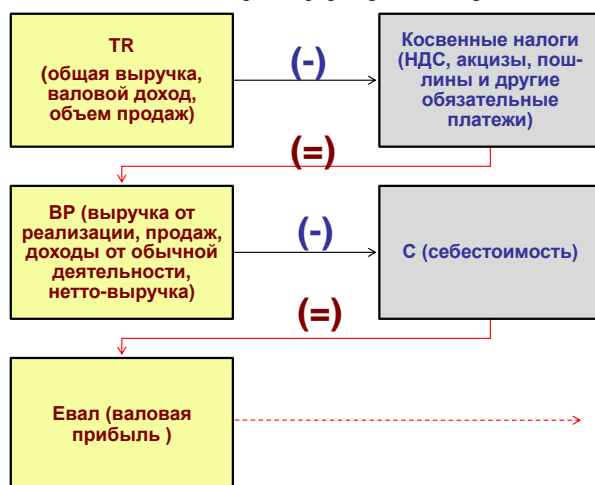 TR
(общая выручка,
валовой доход,
объем продаж)
(-)
Косвенные налоги
(НДС, акцизы, пош-
лины и другие
обязательные
платежи)
(=)
ВР (выручка от
реализации, продаж,
доходы от обычной
деятельности,
нетто-выручка)
(-)
С (себестоимость)
(=)
Евал (валовая
прибыль )